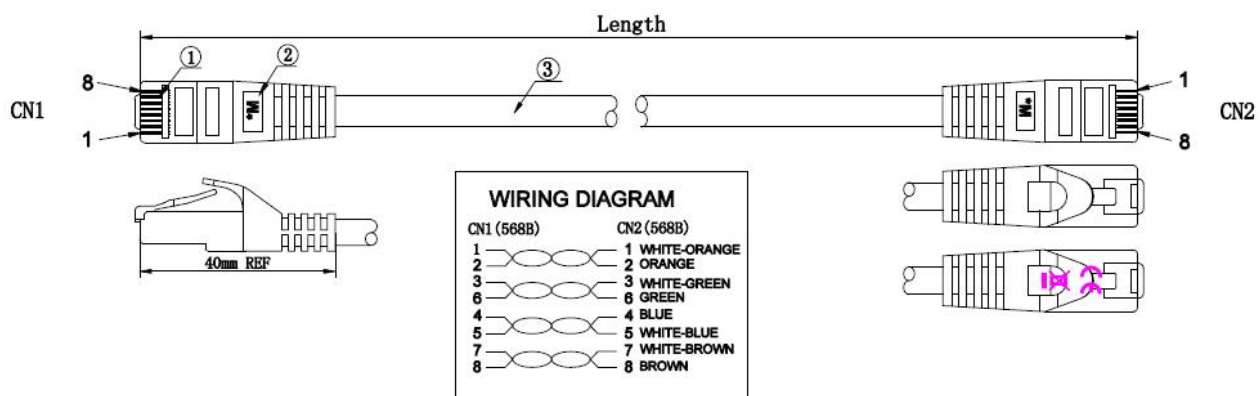 Length
① ② ③
8
1
CN1
1
8
CN2
M*
M*
40mm REF
WIRING DIAGRAM
CN1 (568B) CN2 (568B)
1 1 WHITE-ORANGE
2 2 ORANGE
3 3 WHITE-GREEN
6 6 GREEN
4 4 BLUE
5 5 WHITE-BLUE
7 7 WHITE-BROWN
8 8 BROWN
CE